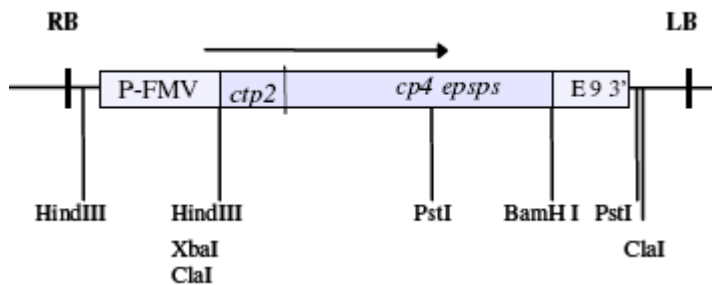 RB LB
P-FMV ctp2 cp4 epsps E9 3'
HindIII HindIII PstI BamH I PstI
XbaI ClaI
ClaI